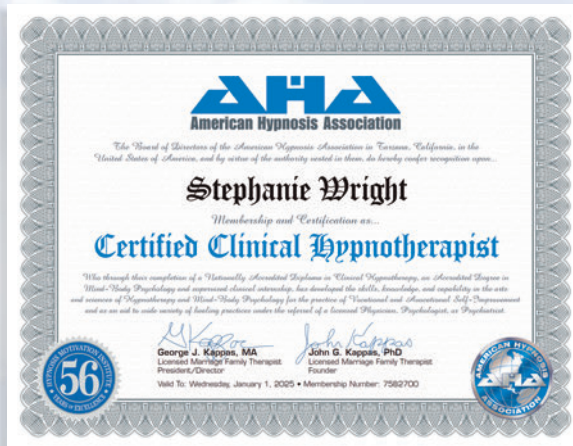 AHA
American Hypnosis Association
The Board of Directors of the American Hypnosis Association in Tarzana, California, in the
United States of America, and by virtue of the authority vested in them, do hereby confer recognition upon...
Stephanie Wright
Membership and Certification as...
Certified Clinical Hypnotherapist
Who through their completion of a Nationally Accredited Diploma in Clinical Hypnotherapy, an Accredited Degree in
Mind-Body Psychology and supervised clinical internship, has developed the skills, knowledge, and capability in the arts
and sciences of Hypnotherapy and Mind-Body Psychology for the practice of Vocational and Avocational Self-Improvement
and as an aid to wide variety of healing practices under the referral of a licensed Physician, Psychologist, or Psychiatrist.
George J. Kappas, MA
Licensed Marriage Family Therapist
President/Director
John G. Kappas, PhD
Licensed Marriage Family Therapist
Founder
Valid To: Wednesday, January 1, 2025 • Membership Number: 7582700
HYPNOSIS MOTIVATION INSTITUTE
56
YEARS OF EXCELLENCE
AMERICAN HYPNOSIS
AHA
ASSOCIATION